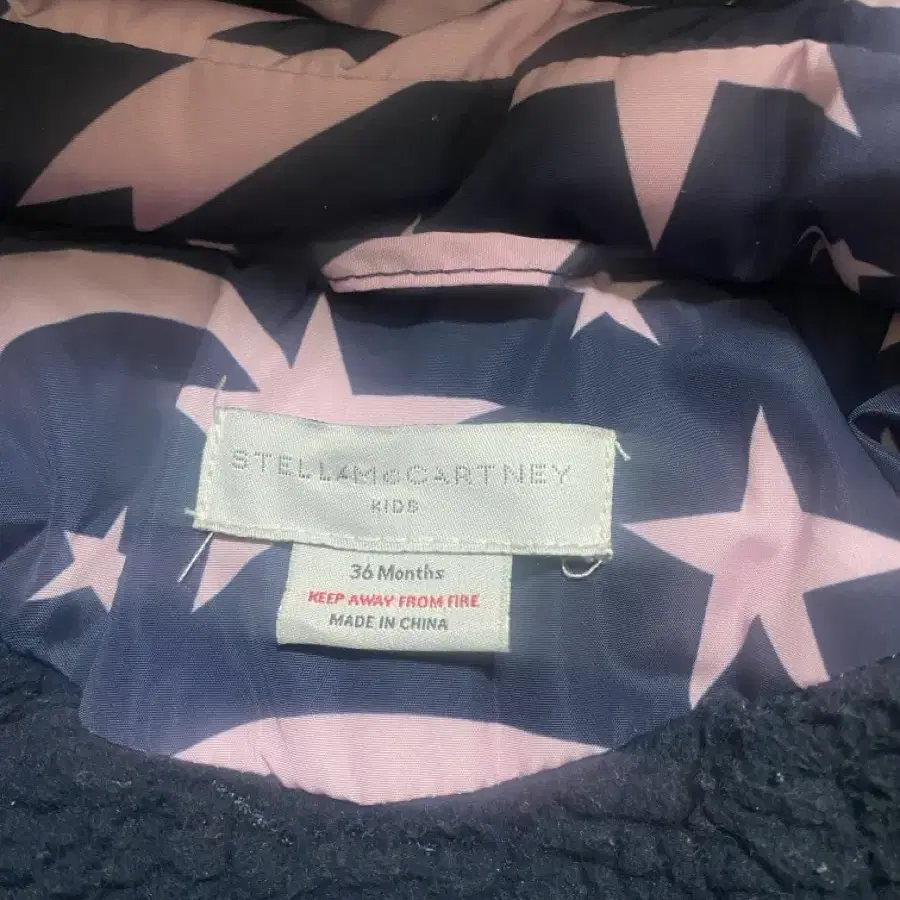 STELLAMcCARTNEY
KIDS
36 Months
KEEP AWAY FROM FIRE
MADE IN CHINA